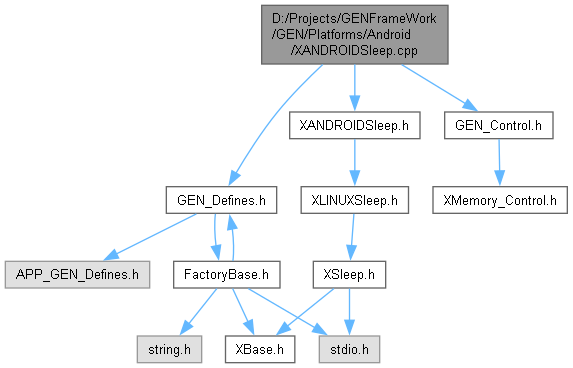 D:/Projects/GENFrameWork
/GEN/Platforms/Android
/XANDROIDSleep.cpp
XANDROIDSleep.h
GEN_Control.h
GEN_Defines.h
XLINUXSleep.h
XMemory_Control.h
APP_GEN_Defines.h
FactoryBase.h
XSleep.h
string.h
XBase.h
stdio.h